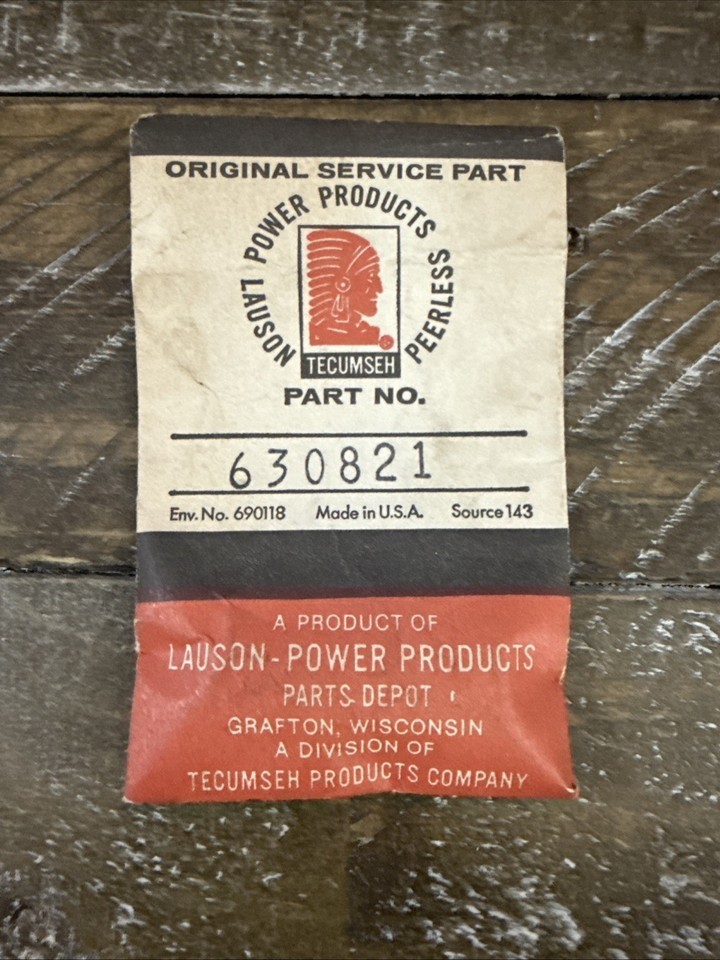 ORIGINAL SERVICE PART
LAUSON POWER PRODUCTS PEERLESS
TECUMSEH
PART NO.
630821
Env. No. 690118 Made in U.S.A. Source 143
A PRODUCT OF
LAUSON-POWER PRODUCTS
PARTS DEPOT
GRAFTON, WISCONSIN
A DIVISION OF
TECUMSEH PRODUCTS COMPANY